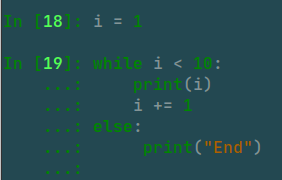 In [18]: i = 1
In [19]: while i < 10:
    ...:     print(i)
    ...:     i += 1
    ...: else:
    ...:      print("End")
    ...: